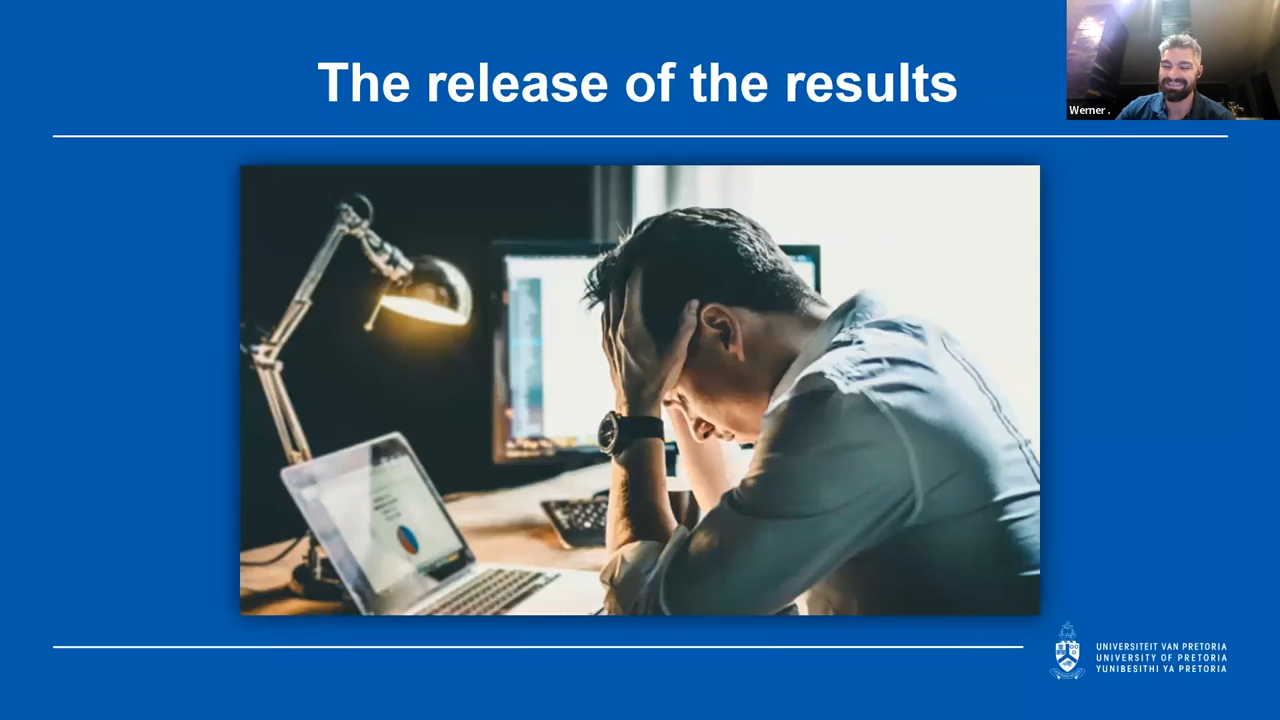 The release of the results
Werner .
UNIVERSITEIT VAN PRETORIA
UNIVERSITY OF PRETORIA
YUNIBESITHI YA PRETORIA